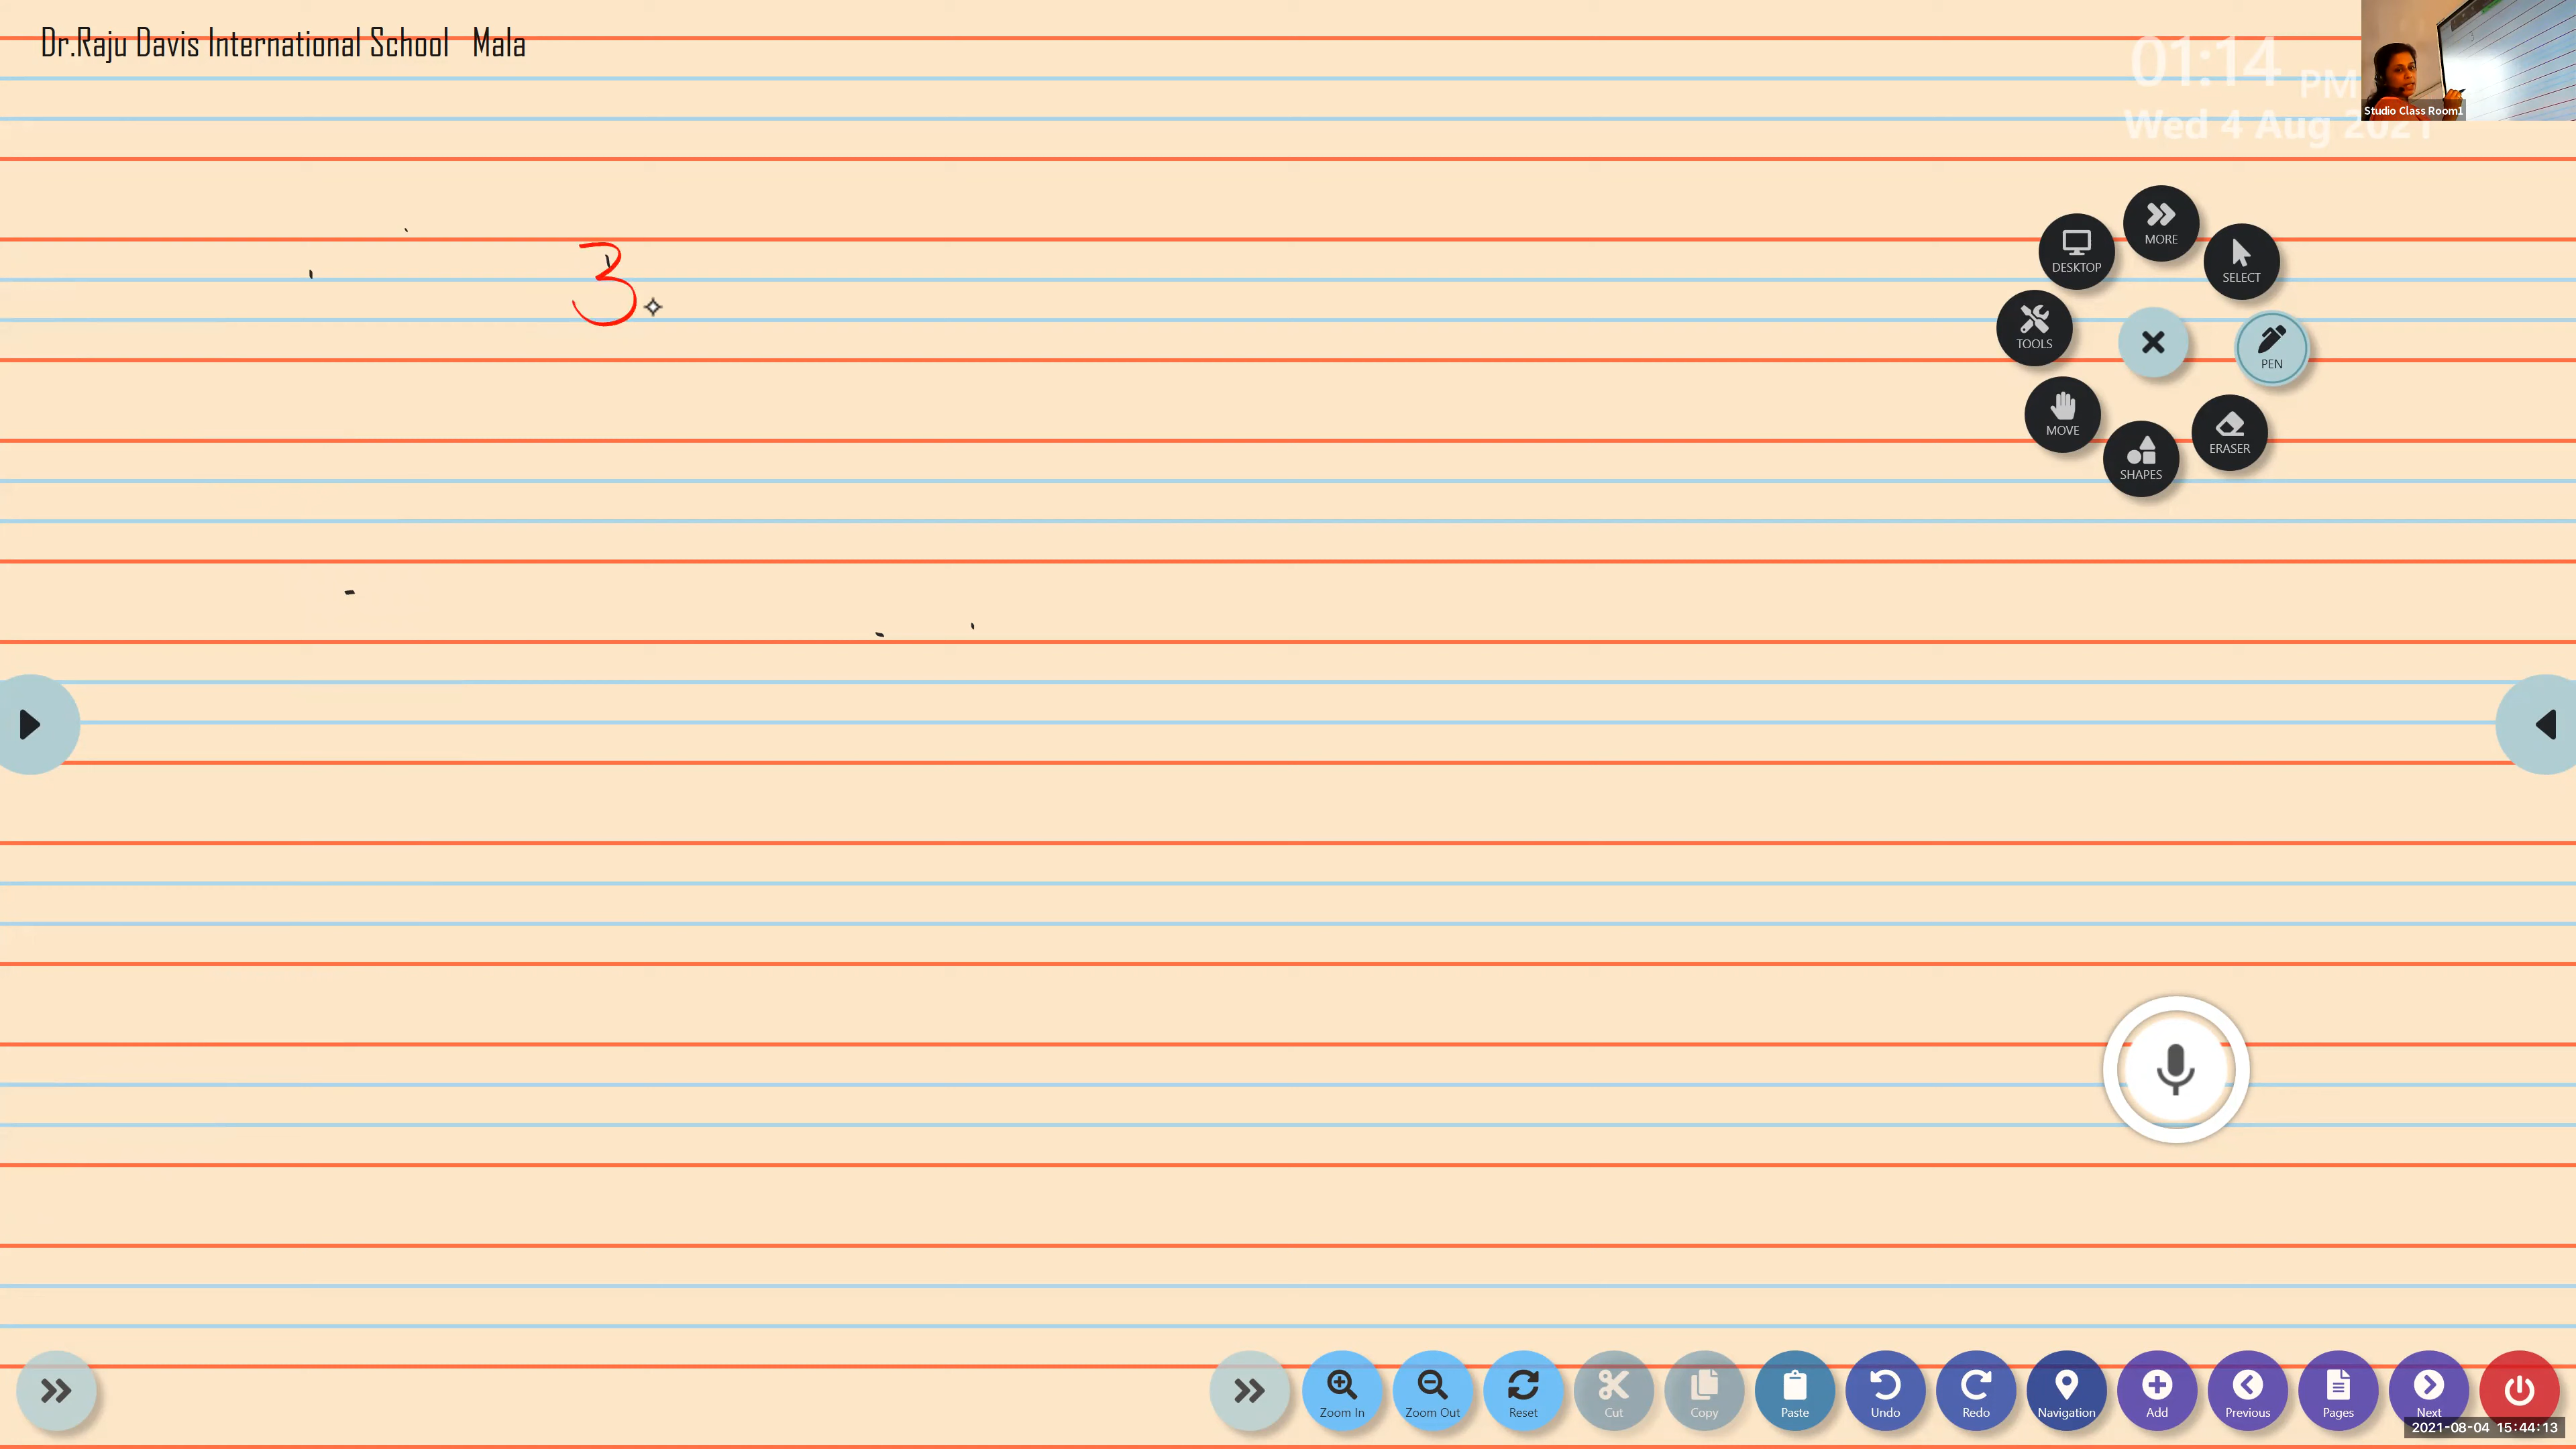 Dr.Raju Davis International School Mala
01:14 PM
Wed 4 Aug 2021
Studio Class Room1
3
MORE
DESKTOP
SELECT
TOOLS
PEN
MOVE
ERASER
SHAPES
Zoom In
Zoom Out
Reset
Cut
Copy
Paste
Undo
Redo
Navigation
Add
Previous
Pages
Next
2021-08-04 15:44:13